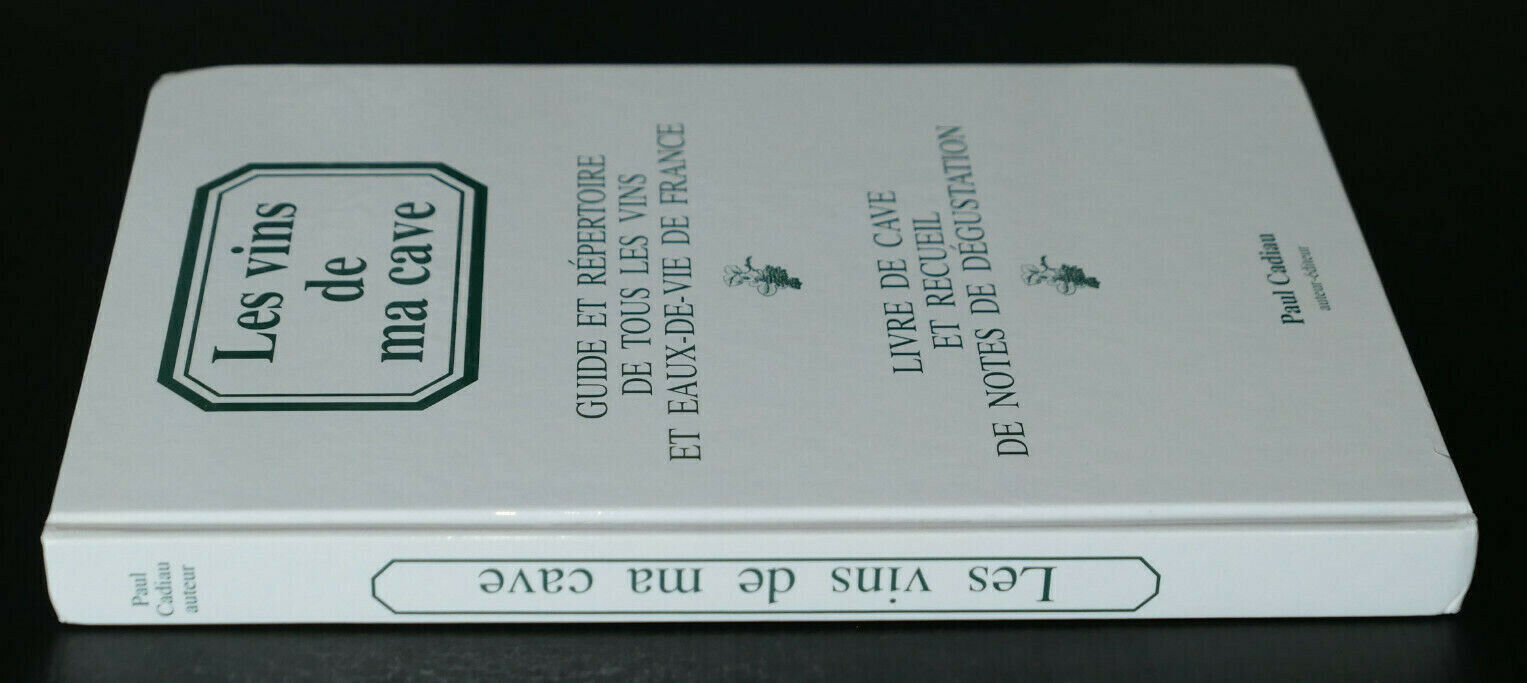 Les vins
de
ma cave
GUIDE ET RÉPERTOIRE
DE TOUS LES VINS
ET EAUX-DE-VIE DE FRANCE
LIVRE DE CAVE
ET RECUEIL
DE NOTES DE DÉGUSTATION
Paul Cadiau
auteur-éditeur
Paul
Cadiau
auteur
Les vins de ma cave